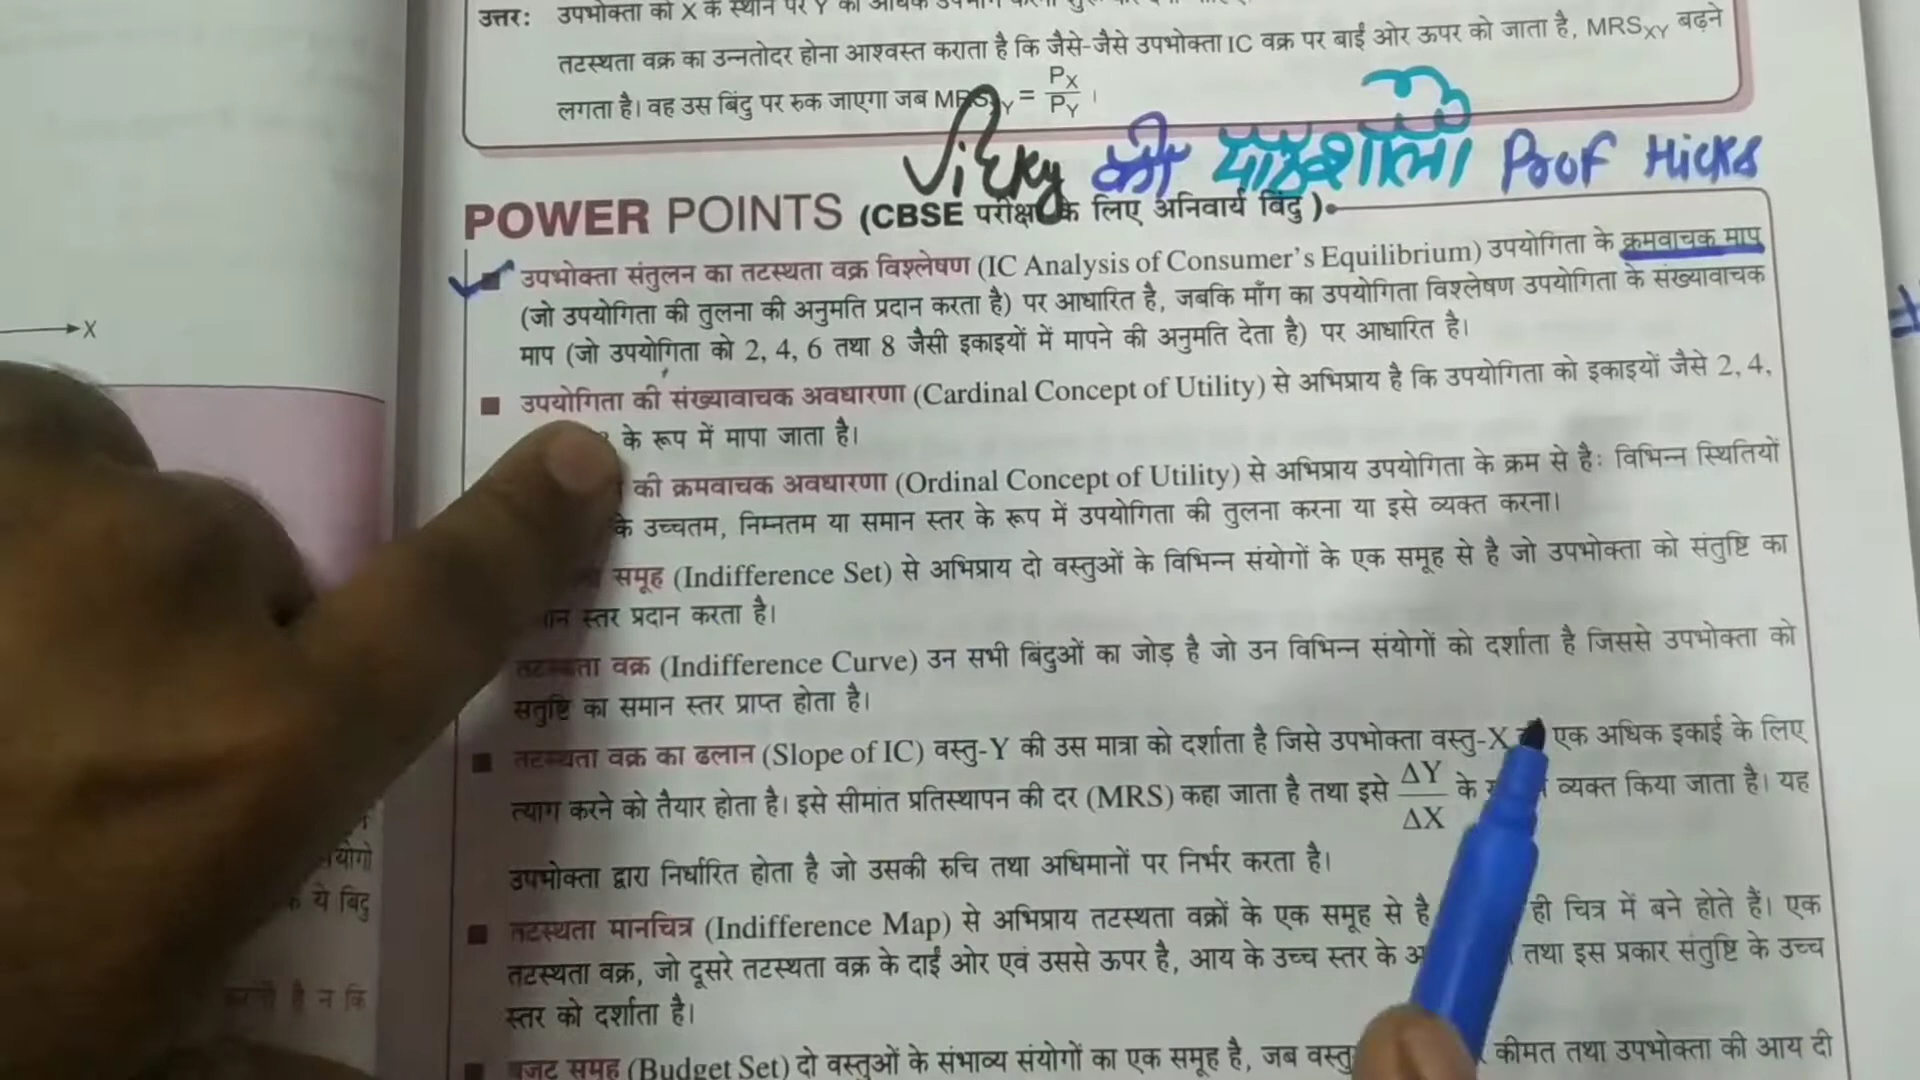 उत्तर: उपभोक्ता को X के स्थान पर Y का अधिक उपभोग करना
तटस्थता वक्र का उन्नतोदर होना आश्वस्त कराता है कि जैसे-जैसे उपभोक्ता IC वक्र पर बाईं ओर ऊपर को जाता है, MRSXY बढ़ने
लगता है। वह उस बिंदु पर रुक जाएगा जब MRSXY = PX/PY ।
Vicky की पाठशाला Prof Hicks
POWER POINTS (CBSE परीक्षा के लिए अनिवार्य बिंदु)
उपभोक्ता संतुलन का तटस्थता वक्र विश्लेषण (IC Analysis of Consumer's Equilibrium) उपयोगिता के क्रमवाचक माप
(जो उपयोगिता की तुलना की अनुमति प्रदान करता है) पर आधारित है, जबकि माँग का उपयोगिता विश्लेषण उपयोगिता के संख्यावाचक
माप (जो उपयोगिता को 2, 4, 6 तथा 8 जैसी इकाइयों में मापने की अनुमति देता है) पर आधारित है।
उपयोगिता की संख्यावाचक अवधारणा (Cardinal Concept of Utility) से अभिप्राय है कि उपयोगिता को इकाइयों जैसे 2, 4,
के रूप में मापा जाता है।
की क्रमवाचक अवधारणा (Ordinal Concept of Utility) से अभिप्राय उपयोगिता के क्रम से है: विभिन्न स्थितियों
के उच्चतम, निम्नतम या समान स्तर के रूप में उपयोगिता की तुलना करना या इसे व्यक्त करना।
समूह (Indifference Set) से अभिप्राय दो वस्तुओं के विभिन्न संयोगों के एक समूह से है जो उपभोक्ता को संतुष्टि का
स्तर प्रदान करता है।
तटस्थता वक्र (Indifference Curve) उन सभी बिंदुओं का जोड़ है जो उन विभिन्न संयोगों को दर्शाता है जिससे उपभोक्ता को
संतुष्टि का समान स्तर प्राप्त होता है।
तटस्थता वक्र का ढलान (Slope of IC) वस्तु-Y की उस मात्रा को दर्शाता है जिसे उपभोक्ता वस्तु-X एक अधिक इकाई के लिए
त्याग करने को तैयार होता है। इसे सीमांत प्रतिस्थापन की दर (MRS) कहा जाता है तथा इसे ΔY/ΔX के व्यक्त किया जाता है। यह
उपभोक्ता द्वारा निर्धारित होता है जो उसकी रुचि तथा अधिमानों पर निर्भर करता है।
तटस्थता मानचित्र (Indifference Map) से अभिप्राय तटस्थता वक्रों के एक समूह से है ही चित्र में बने होते हैं। एक
तटस्थता वक्र, जो दूसरे तटस्थता वक्र के दाईं ओर एवं उससे ऊपर है, आय के उच्च स्तर के तथा इस प्रकार संतुष्टि के उच्च
स्तर को दर्शाता है।
बजट समूह (Budget Set) दो वस्तुओं के संभाव्य संयोगों का एक समूह है, जब कीमत तथा उपभोक्ता की आय दी
X
ये बिंदु
है न कि